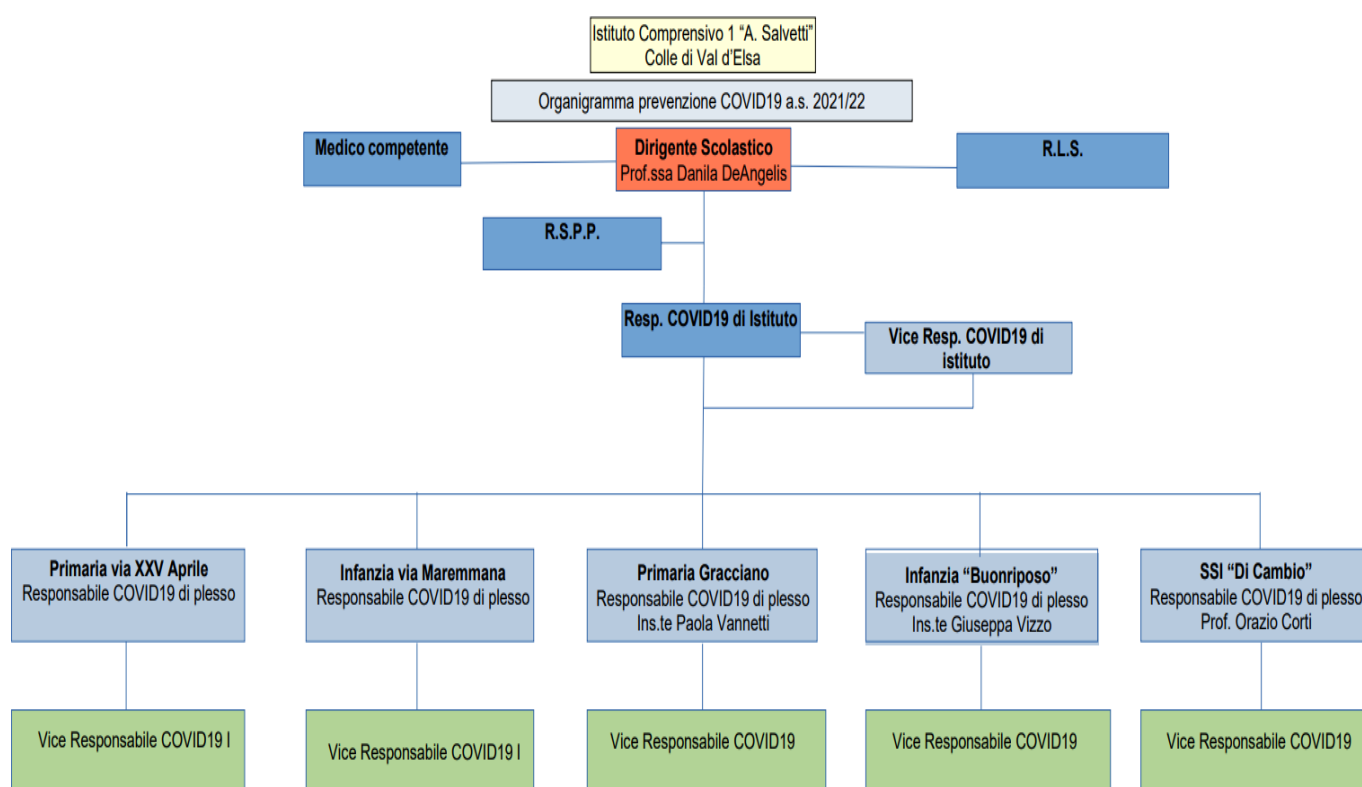 Istituto Comprensivo 1 “A. Salvetti”
Colle di Val d’Elsa
Organigramma prevenzione COVID19 a.s. 2021/22
Medico competente
Dirigente Scolastico
Prof.ssa Danila DeAngelis
R.L.S.
R.S.P.P.
Resp. COVID19 di Istituto
Vice Resp. COVID19 di
istituto
Primaria via XXV Aprile
Responsabile COVID19 di plesso
Infanzia via Maremmana
Responsabile COVID19 di plesso
Primaria Gracciano
Responsabile COVID19 di plesso
Ins.te Paola Vannetti
Infanzia “Buonriposo”
Responsabile COVID19 di plesso
Ins.te Giuseppa Vizzo
SSI “Di Cambio”
Responsabile COVID19 di plesso
Prof. Orazio Corti
Vice Responsabile COVID19 I
Vice Responsabile COVID19 I
Vice Responsabile COVID19
Vice Responsabile COVID19
Vice Responsabile COVID19